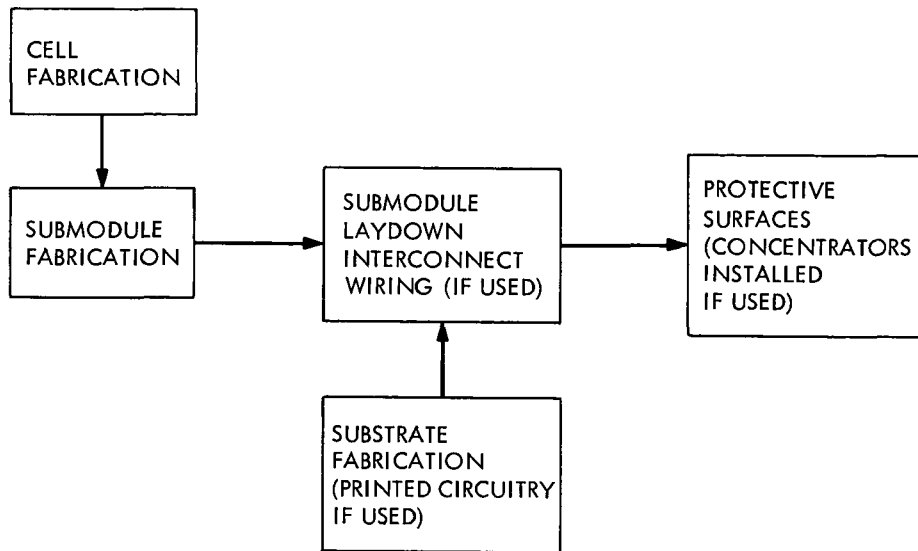 CELL
FABRICATION
SUBMODULE
FABRICATION
SUBMODULE
LAYDOWN
INTERCONNECT
WIRING (IF USED)
PROTECTIVE
SURFACES
(CONCENTRATORS
INSTALLED
IF USED)
SUBSTRATE
FABRICATION
(PRINTED CIRCUITRY
IF USED)